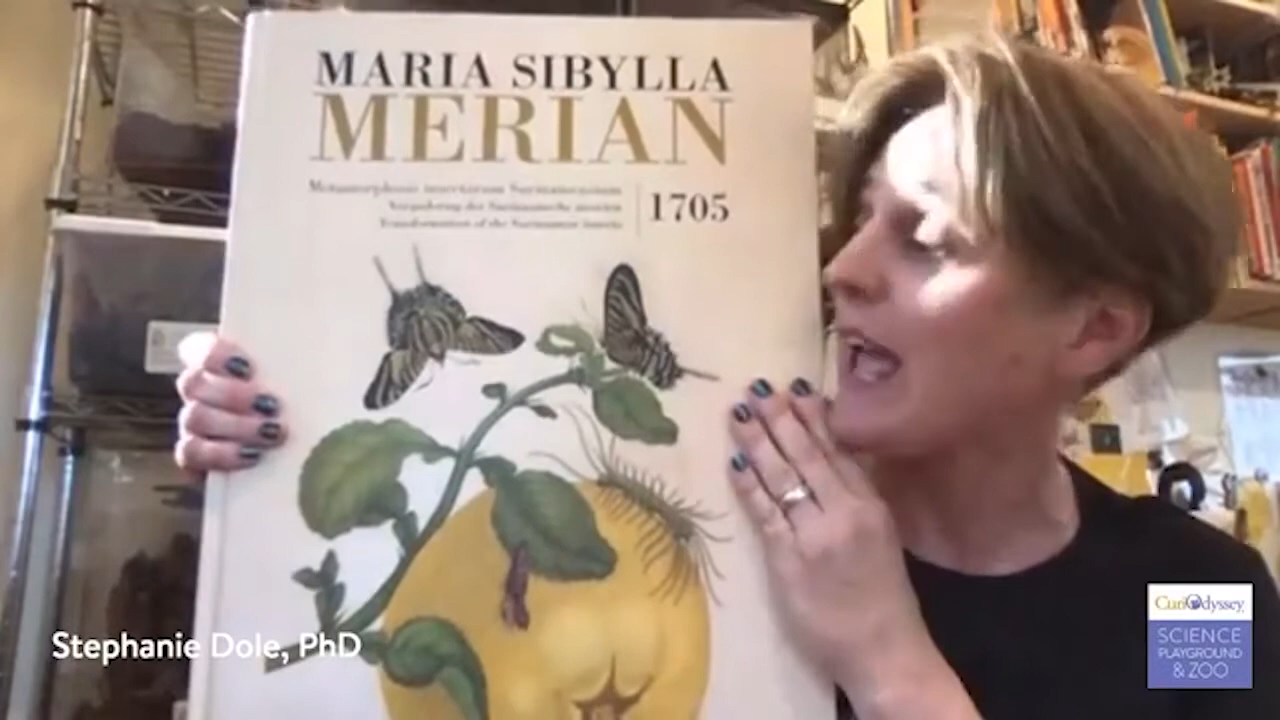 MARIA SIBYLLA
MERIAN
Metamorphosis insectorum Surinamensium
Verandering der Surinaamsche insecten
Transformation of the Surinamese insects
1705
Stephanie Dole, PhD
CuriOdyssey
SCIENCE
PLAYGROUND
& ZOO